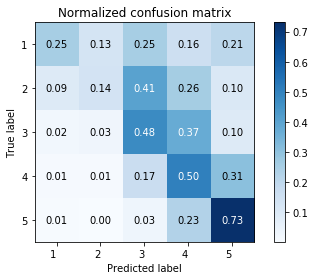 Normalized confusion matrix
1 0.25 0.13 0.25 0.16 0.21
2 0.09 0.14 0.41 0.26 0.10
3 0.02 0.03 0.48 0.37 0.10
4 0.01 0.01 0.17 0.50 0.31
5 0.01 0.00 0.03 0.23 0.73
1 2 3 4 5
True label
Predicted label
0.7
0.6
0.5
0.4
0.3
0.2
0.1